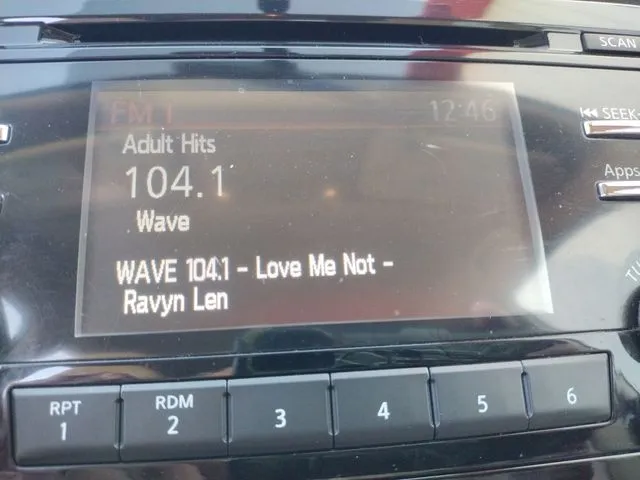 SCAN
FM 1 12:46
SEEK
Adult Hits
Apps
104.1
Wave
WAVE 104.1 - Love Me Not -
Ravyn Len
RPT 1
RDM 2
3
4
5
6